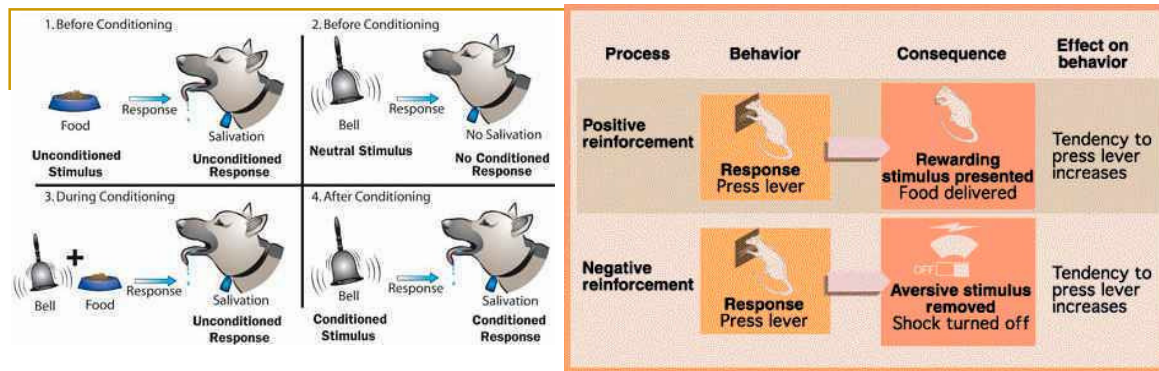 1. Before Conditioning
Food
Response
Salivation
Unconditioned
Stimulus
Unconditioned
Response
2. Before Conditioning
Bell
Response
No Salivation
Neutral Stimulus
No Conditioned
Response
3. During Conditioning
Bell
+
Food
Response
Salivation
Unconditioned
Response
4. After Conditioning
Bell
Response
Salivation
Conditioned
Stimulus
Conditioned
Response
Process
Behavior
Consequence
Effect on
behavior
Positive
reinforcement
Response
Press lever
Rewarding
stimulus presented
Food delivered
Tendency to
press lever
increases
Negative
reinforcement
Response
Press lever
OFF
Aversive stimulus
removed
Shock turned off
Tendency to
press lever
increases